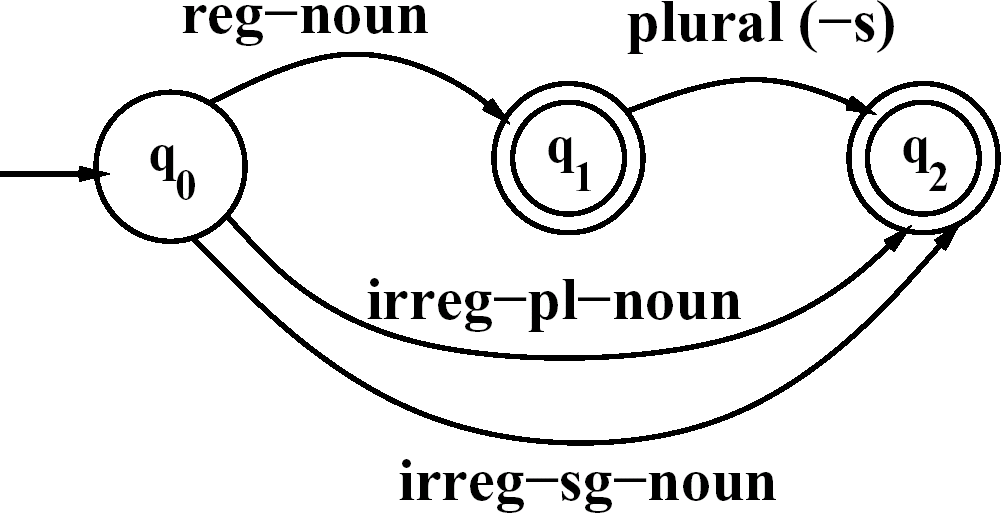 reg−noun
plural (−s)
q0
q1
q2
irreg−pl−noun
irreg−sg−noun